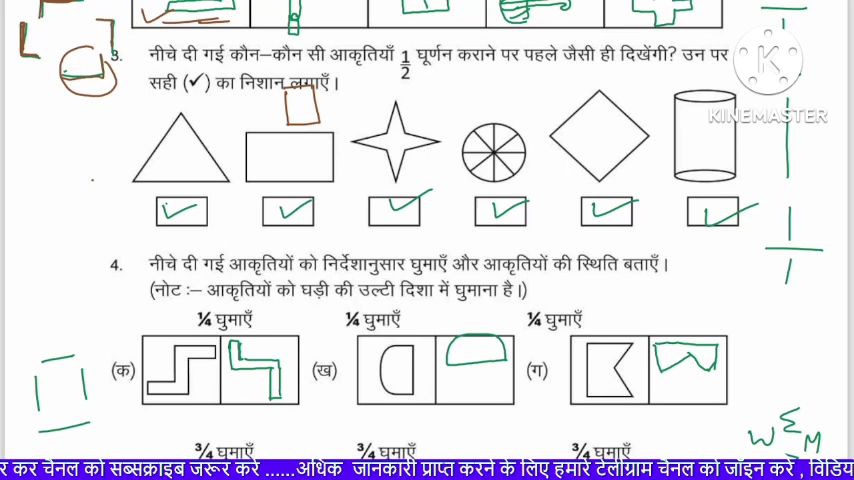 3. नीचे दी गई कौन–कौन सी आकृतियाँ 1/2 घूर्णन कराने पर पहले जैसी ही दिखेंगी? उन पर
सही (✓) का निशान लगाएँ।
K
KINEMASTER
4. नीचे दी गई आकृतियों को निर्देशानुसार घुमाएँ और आकृतियों की स्थिति बताएँ।
(नोट :– आकृतियों को घड़ी की उल्टी दिशा में घुमाना है।)
¼ घुमाएँ ¼ घुमाएँ ¼ घुमाएँ
(क) (ख) (ग)
W Σ M
¾ घुमाएँ ¾ घुमाएँ ¾ घुमाएँ
र कर चैनल को सब्सक्राइब जरूर करे ......अधिक जानकारी प्राप्त करने के लिए हमारे टेलीग्राम चैनल को जॉइन करे , विडिय